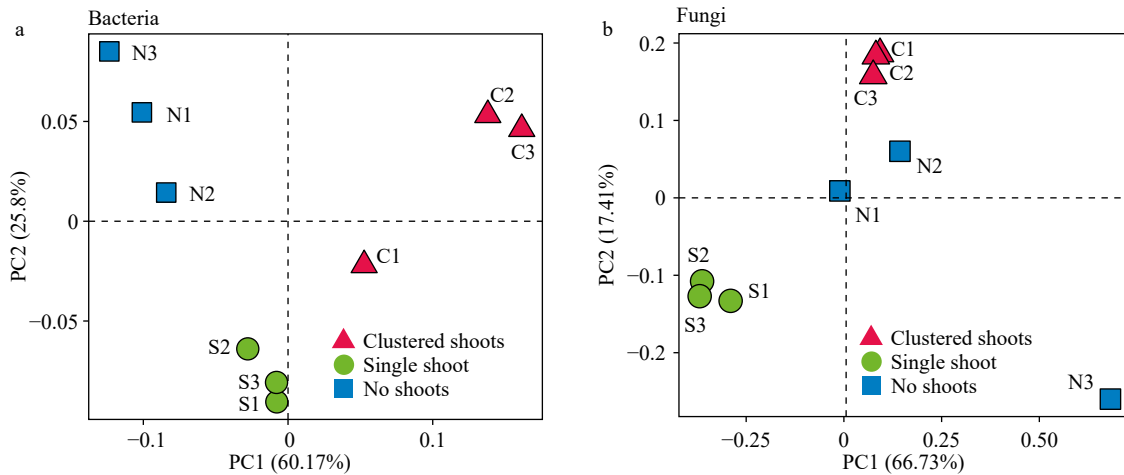 a
Bacteria
N3
N1
N2
C2
C3
C1
S2
S3
S1
Clustered shoots
Single shoot
No shoots
0.05
0
−0.05
PC2 (25.8%)
−0.1
0
0.1
PC1 (60.17%)
b
Fungi
C1
C2
C3
N2
N1
S2
S1
S3
N3
Clustered shoots
Single shoot
No shoots
0.2
0.1
0
−0.1
−0.2
PC2 (17.41%)
−0.25
0
0.25
0.50
PC1 (66.73%)